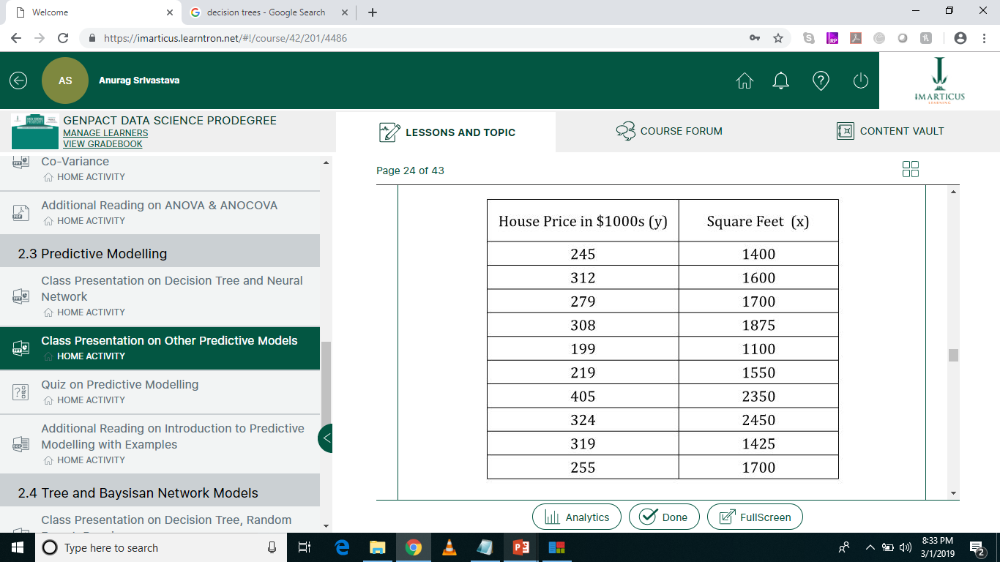 Welcome
decision trees - Google Search
https://imarticus.learntron.net/#!/course/42/201/4486
AS
Anurag Srivastava
IMARTICUS
LEARNING
GENPACT DATA SCIENCE PRODEGREE
MANAGE LEARNERS
VIEW GRADEBOOK
LESSONS AND TOPIC
COURSE FORUM
CONTENT VAULT
Co-Variance
HOME ACTIVITY
Additional Reading on ANOVA & ANOCOVA
HOME ACTIVITY
2.3 Predictive Modelling
Class Presentation on Decision Tree and Neural
Network
HOME ACTIVITY
Class Presentation on Other Predictive Models
HOME ACTIVITY
Quiz on Predictive Modelling
HOME ACTIVITY
Additional Reading on Introduction to Predictive
Modelling with Examples
HOME ACTIVITY
2.4 Tree and Baysisan Network Models
Class Presentation on Decision Tree, Random
Page 24 of 43
House Price in $1000s (y) Square Feet (x)
245 1400
312 1600
279 1700
308 1875
199 1100
219 1550
405 2350
324 2450
319 1425
255 1700
Analytics
Done
FullScreen
Type here to search
8:33 PM
3/1/2019
2